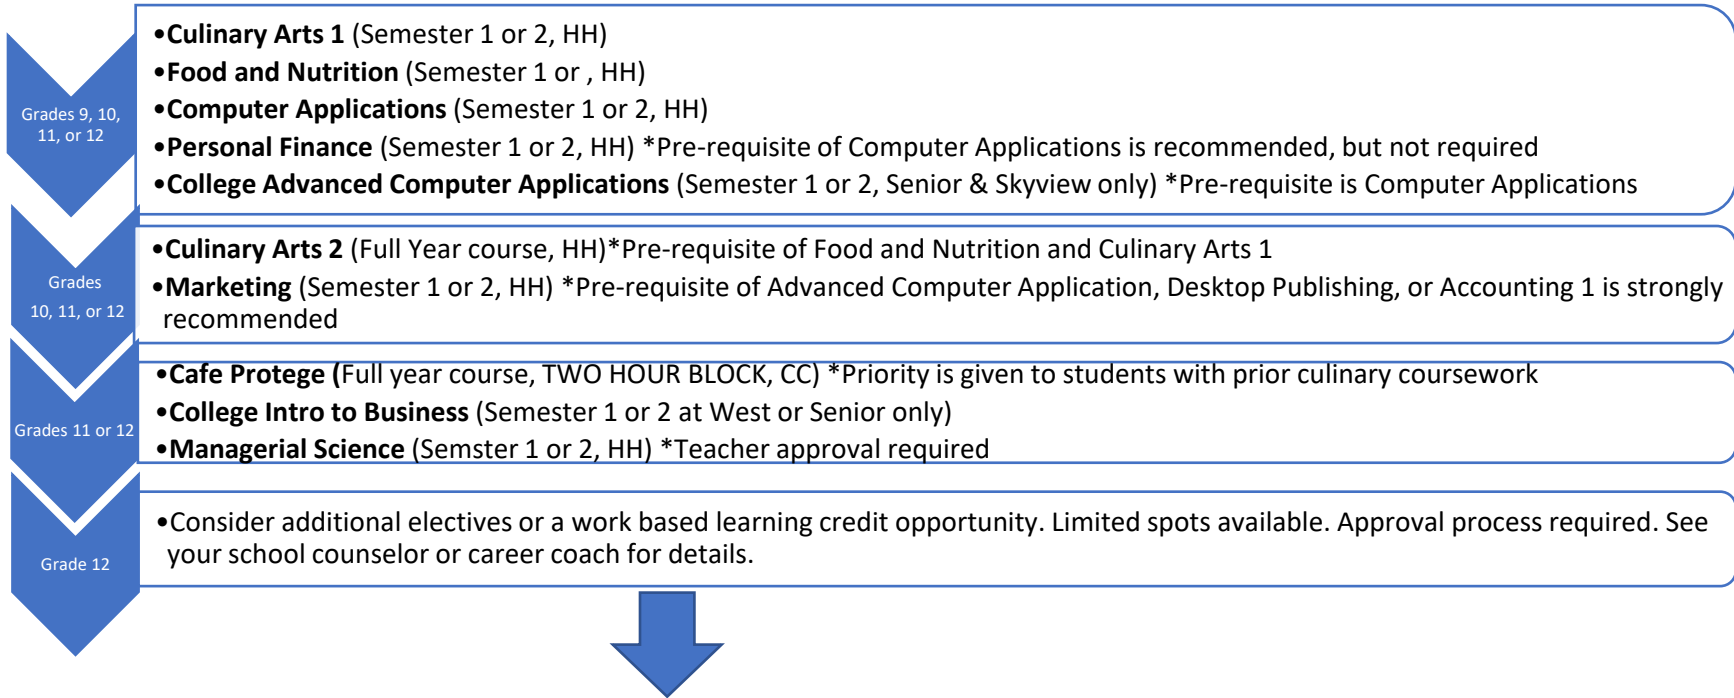 Grades 9, 10,
11, or 12
•Culinary Arts 1 (Semester 1 or 2, HH)
•Food and Nutrition (Semester 1 or , HH)
•Computer Applications (Semester 1 or 2, HH)
•Personal Finance (Semester 1 or 2, HH) *Pre-requisite of Computer Applications is recommended, but not required
•College Advanced Computer Applications (Semester 1 or 2, Senior & Skyview only) *Pre-requisite is Computer Applications
Grades
10, 11, or 12
•Culinary Arts 2 (Full Year course, HH)*Pre-requisite of Food and Nutrition and Culinary Arts 1
•Marketing (Semester 1 or 2, HH) *Pre-requisite of Advanced Computer Application, Desktop Publishing, or Accounting 1 is strongly
recommended
Grades 11 or 12
•Cafe Protege (Full year course, TWO HOUR BLOCK, CC) *Priority is given to students with prior culinary coursework
•College Intro to Business (Semester 1 or 2 at West or Senior only)
•Managerial Science (Semster 1 or 2, HH) *Teacher approval required
Grade 12
•Consider additional electives or a work based learning credit opportunity. Limited spots available. Approval process required. See
your school counselor or career coach for details.